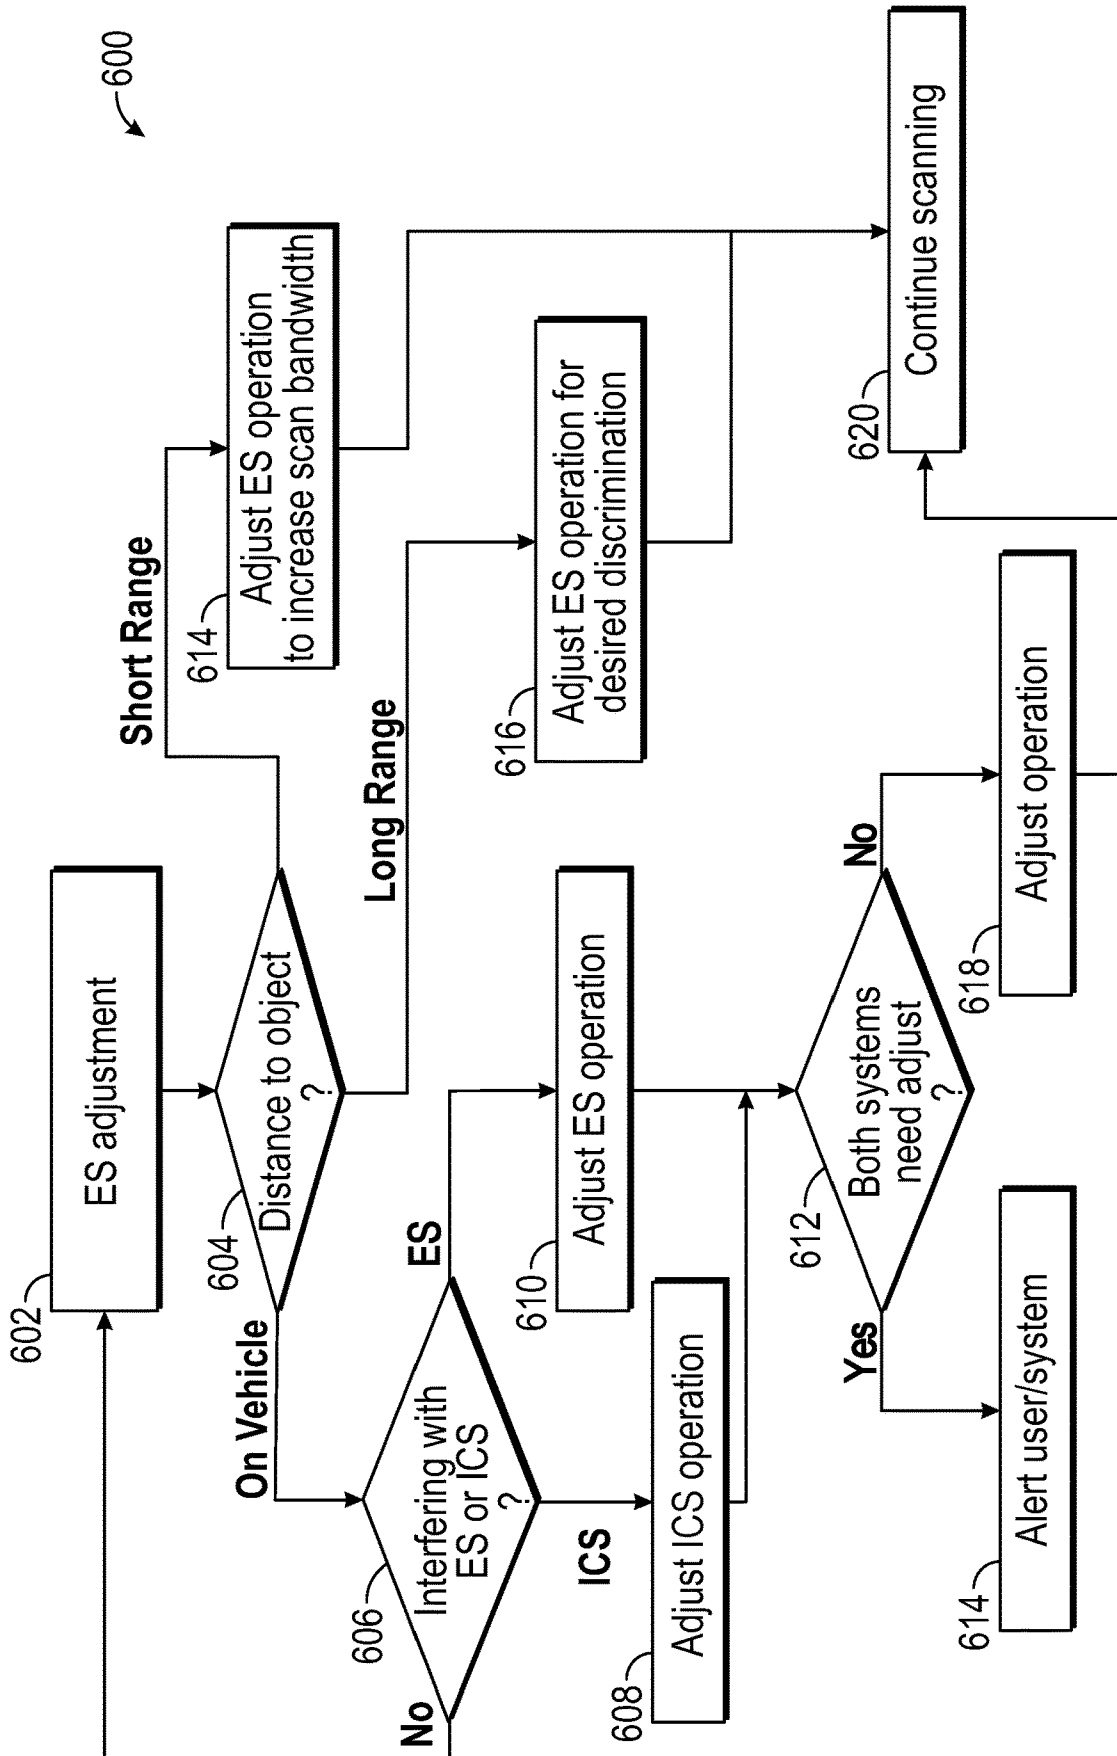 600
602
ES adjustment
604
Distance to object
?
On Vehicle
Short Range
Long Range
606
Interfering with
ES or ICS
?
No
ES
ICS
614
Adjust ES operation
to increase scan bandwidth
616
Adjust ES operation for
desired discrimination
610
Adjust ES operation
608
Adjust ICS operation
612
Both systems
need adjust
?
Yes
No
614
Alert user/system
618
Adjust operation
620
Continue scanning